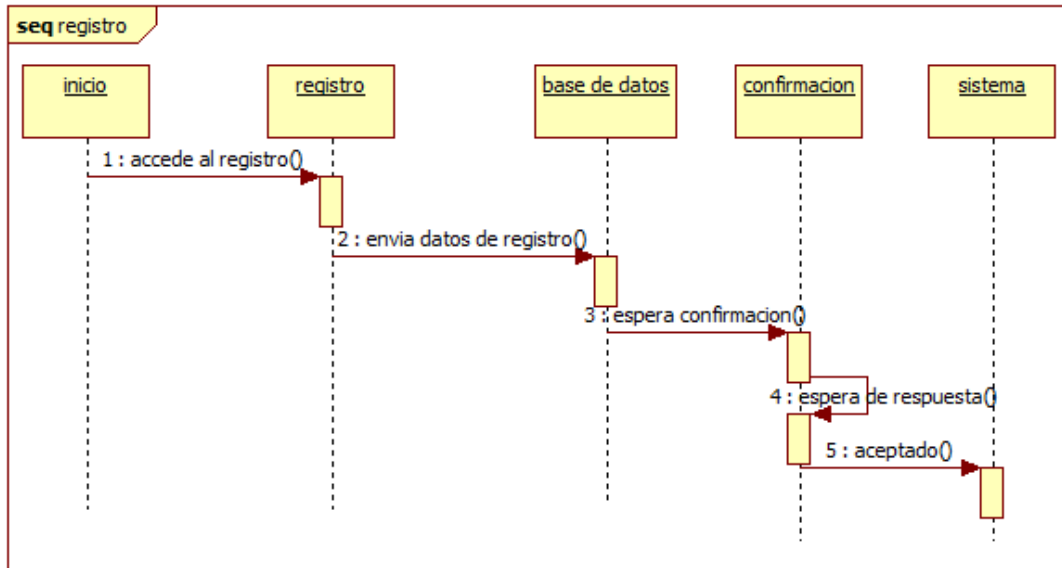 seq registro
inicio
registro
base de datos
confirmacion
sistema
1 : accede al registro()
2 : envia datos de registro()
3 : espera confirmacion()
4 : espera de respuesta()
5 : aceptado()